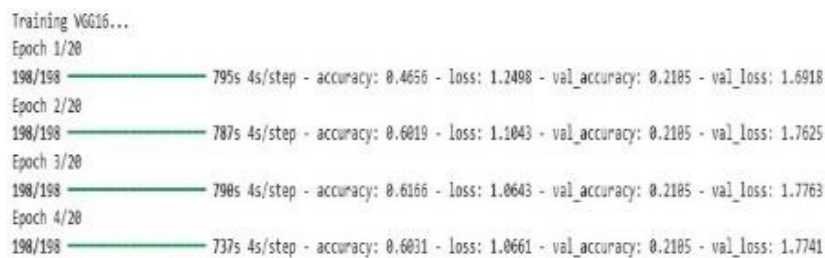 Training VGG16...
Epoch 1/20
198/198 795s 4s/step - accuracy: 0.4656 - loss: 1.2498 - val_accuracy: 0.2105 - val_loss: 1.6918
Epoch 2/20
198/198 787s 4s/step - accuracy: 0.6019 - loss: 1.1043 - val_accuracy: 0.2105 - val_loss: 1.7625
Epoch 3/20
198/198 790s 4s/step - accuracy: 0.6166 - loss: 1.0643 - val_accuracy: 0.2105 - val_loss: 1.7763
Epoch 4/20
198/198 737s 4s/step - accuracy: 0.6031 - loss: 1.0661 - val_accuracy: 0.2105 - val_loss: 1.7741